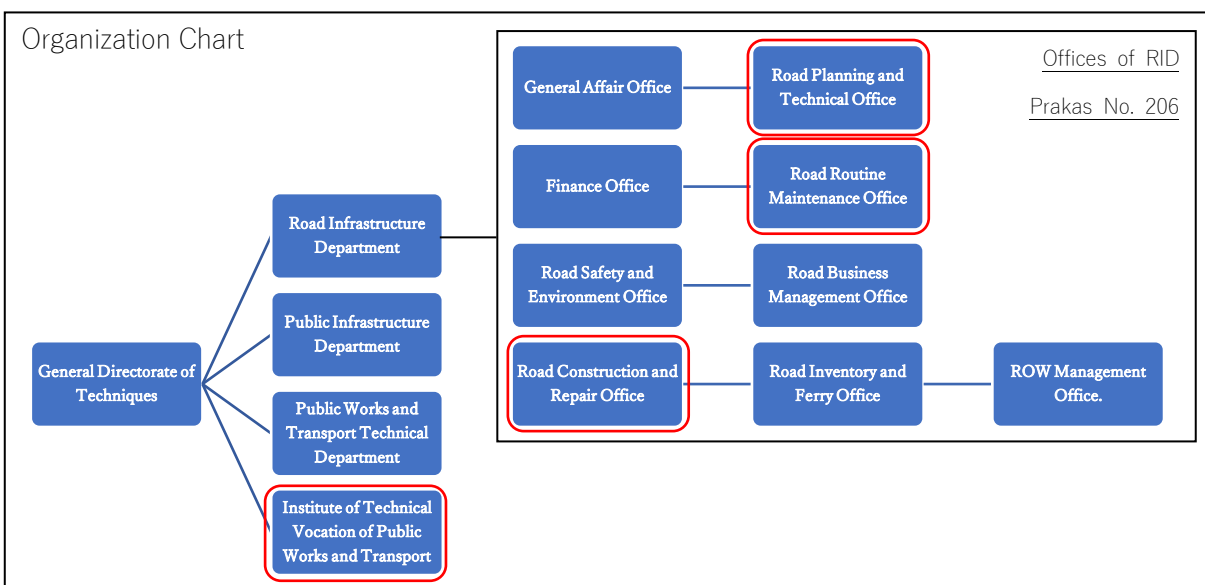 Organization Chart
Offices of RID
Prakas No. 206
General Affair Office
Road Planning and
Technical Office
Finance Office
Road Routine
Maintenance Office
Road Safety and
Environment Office
Road Business
Management Office
Road Construction and
Repair Office
Road Inventory and
Ferry Office
ROW Management
Office.
Road Infrastructure
Department
Public Infrastructure
Department
General Directorate of
Techniques
Public Works and
Transport Technical
Department
Institute of Technical
Vocation of Public
Works and Transport